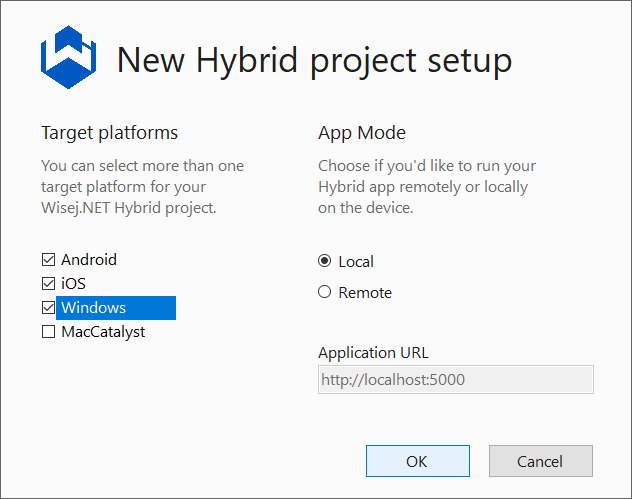 New Hybrid project setup
Target platforms
You can select more than one
target platform for your
Wisej.NET Hybrid project.
Android
iOS
Windows
MacCatalyst
App Mode
Choose if you'd like to run your
Hybrid app remotely or locally
on the device.
Local
Remote
Application URL
http://localhost:5000
OK
Cancel